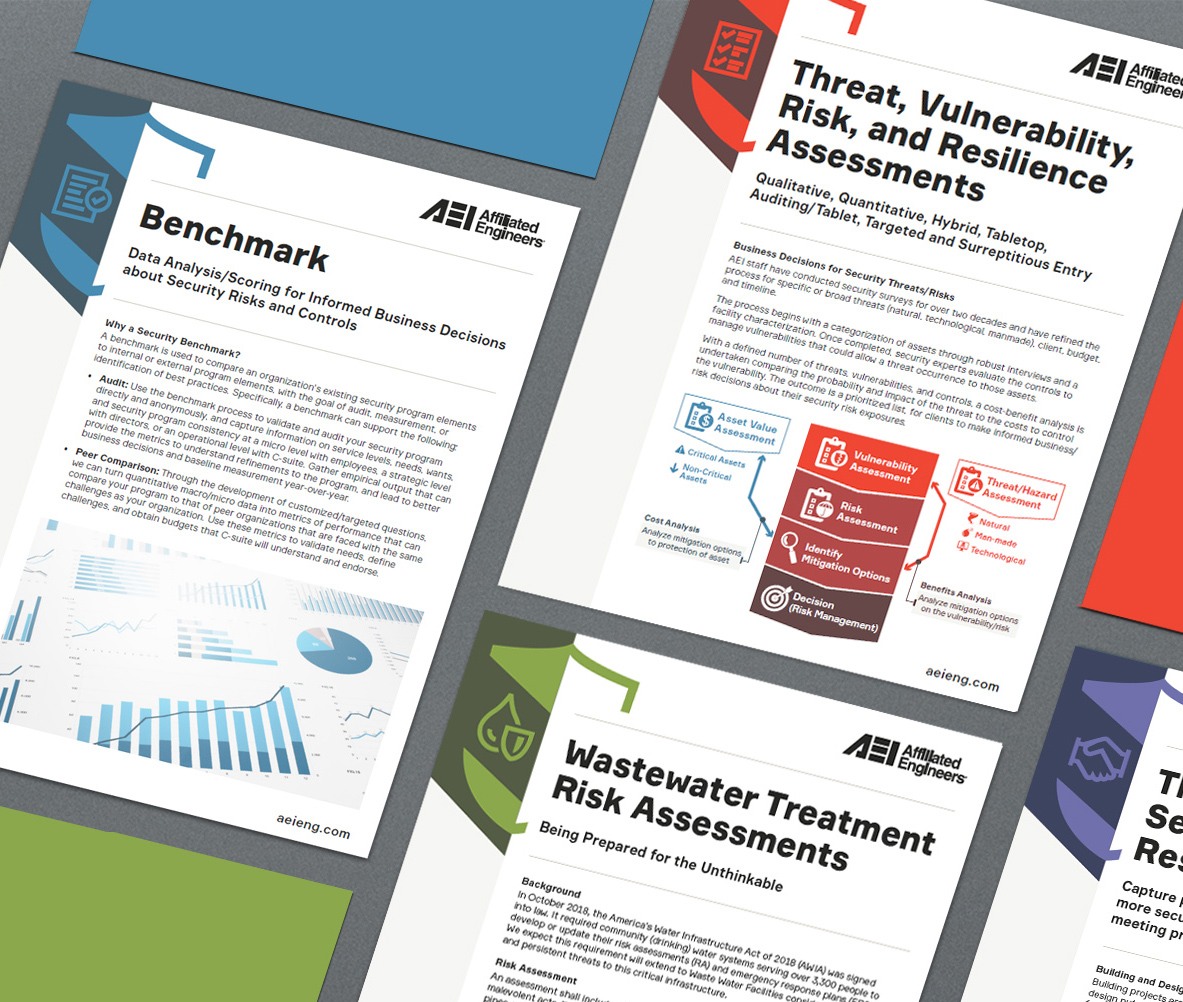 AEI Affiliated
Engineers
Benchmark
Data Analysis/Scoring for Informed Business Decisions
about Security Risks and Controls
Why a Security Benchmark?
A benchmark is used to compare an organization's existing security program elements
to internal or external program elements, with the goal of audit, measurement, or
identification of best practices. Specifically, a benchmark can support the following:
• Audit: Use the benchmark process to validate and audit your security program
directly and anonymously, and capture information on service levels, needs, wants,
and security program consistency at a micro level with employees, a strategic level
with directors, or an operational level with C-suite. Gather empirical output that can
provide the metrics to understand refinements to the program, and lead to better
business decisions and baseline measurement year-over-year.
• Peer Comparison: Through the development of customized/targeted questions,
we can turn quantitative macro/micro data into metrics of performance that can
compare your program to that of peer organizations that are faced with the same
challenges as your organization. Use these metrics to validate needs, define
challenges, and obtain budgets that C-suite will understand and endorse.
aeieng.com
AEI Affiliated
Engineer
Threat, Vulnerability,
Risk, and Resilience
Assessments
Qualitative, Quantitative, Hybrid, Tabletop,
Auditing/Tablet, Targeted and Surreptitious Entry
Business Decisions for Security Threats/Risks
AEI staff have conducted security surveys for over two decades and have refined the
process for specific or broad threats (natural, technological, manmade), client, budget,
and timeline.
The process begins with a categorization of assets through robust interviews and a
facility characterization. Once completed, security experts evaluate the controls to
manage vulnerabilities that could allow a threat occurrence to those assets.
With a defined number of threats, vulnerabilities, and controls, a cost-benefit analysis is
undertaken comparing the probability and impact of the threat to the costs to control
the vulnerability. The outcome is a prioritized list, for clients to make informed business/
risk decisions about their security risk exposures.
Asset Value
Assessment
Critical Assets
Non-Critical
Assets
Cost Analysis
Analyze mitigation options
to protection of asset
Vulnerability
Assessment
Risk
Assessment
Identify
Mitigation Options
Decision
(Risk Management)
Threat/Hazard
Assessment
Natural
Man-made
Technological
Benefits Analysis
Analyze mitigation options
on the vulnerability/risk
aeieng.com
AEI Affiliated
Engineers
Wastewater Treatment
Risk Assessments
Being Prepared for the Unthinkable
Background
In October 2018, the America's Water Infrastructure Act of 2018 (AWIA) was signed
into law. It required community (drinking) water systems serving over 3,300 people to
develop or update their risk assessments (RA) and emergency response plans
We expect this requirement will extend to Waste Water Facilities
and persistent threats to this critical infrastructure.
Risk Assessment
An assessment shall
malevolent
Capture
more
meeting
Building and
Building
design